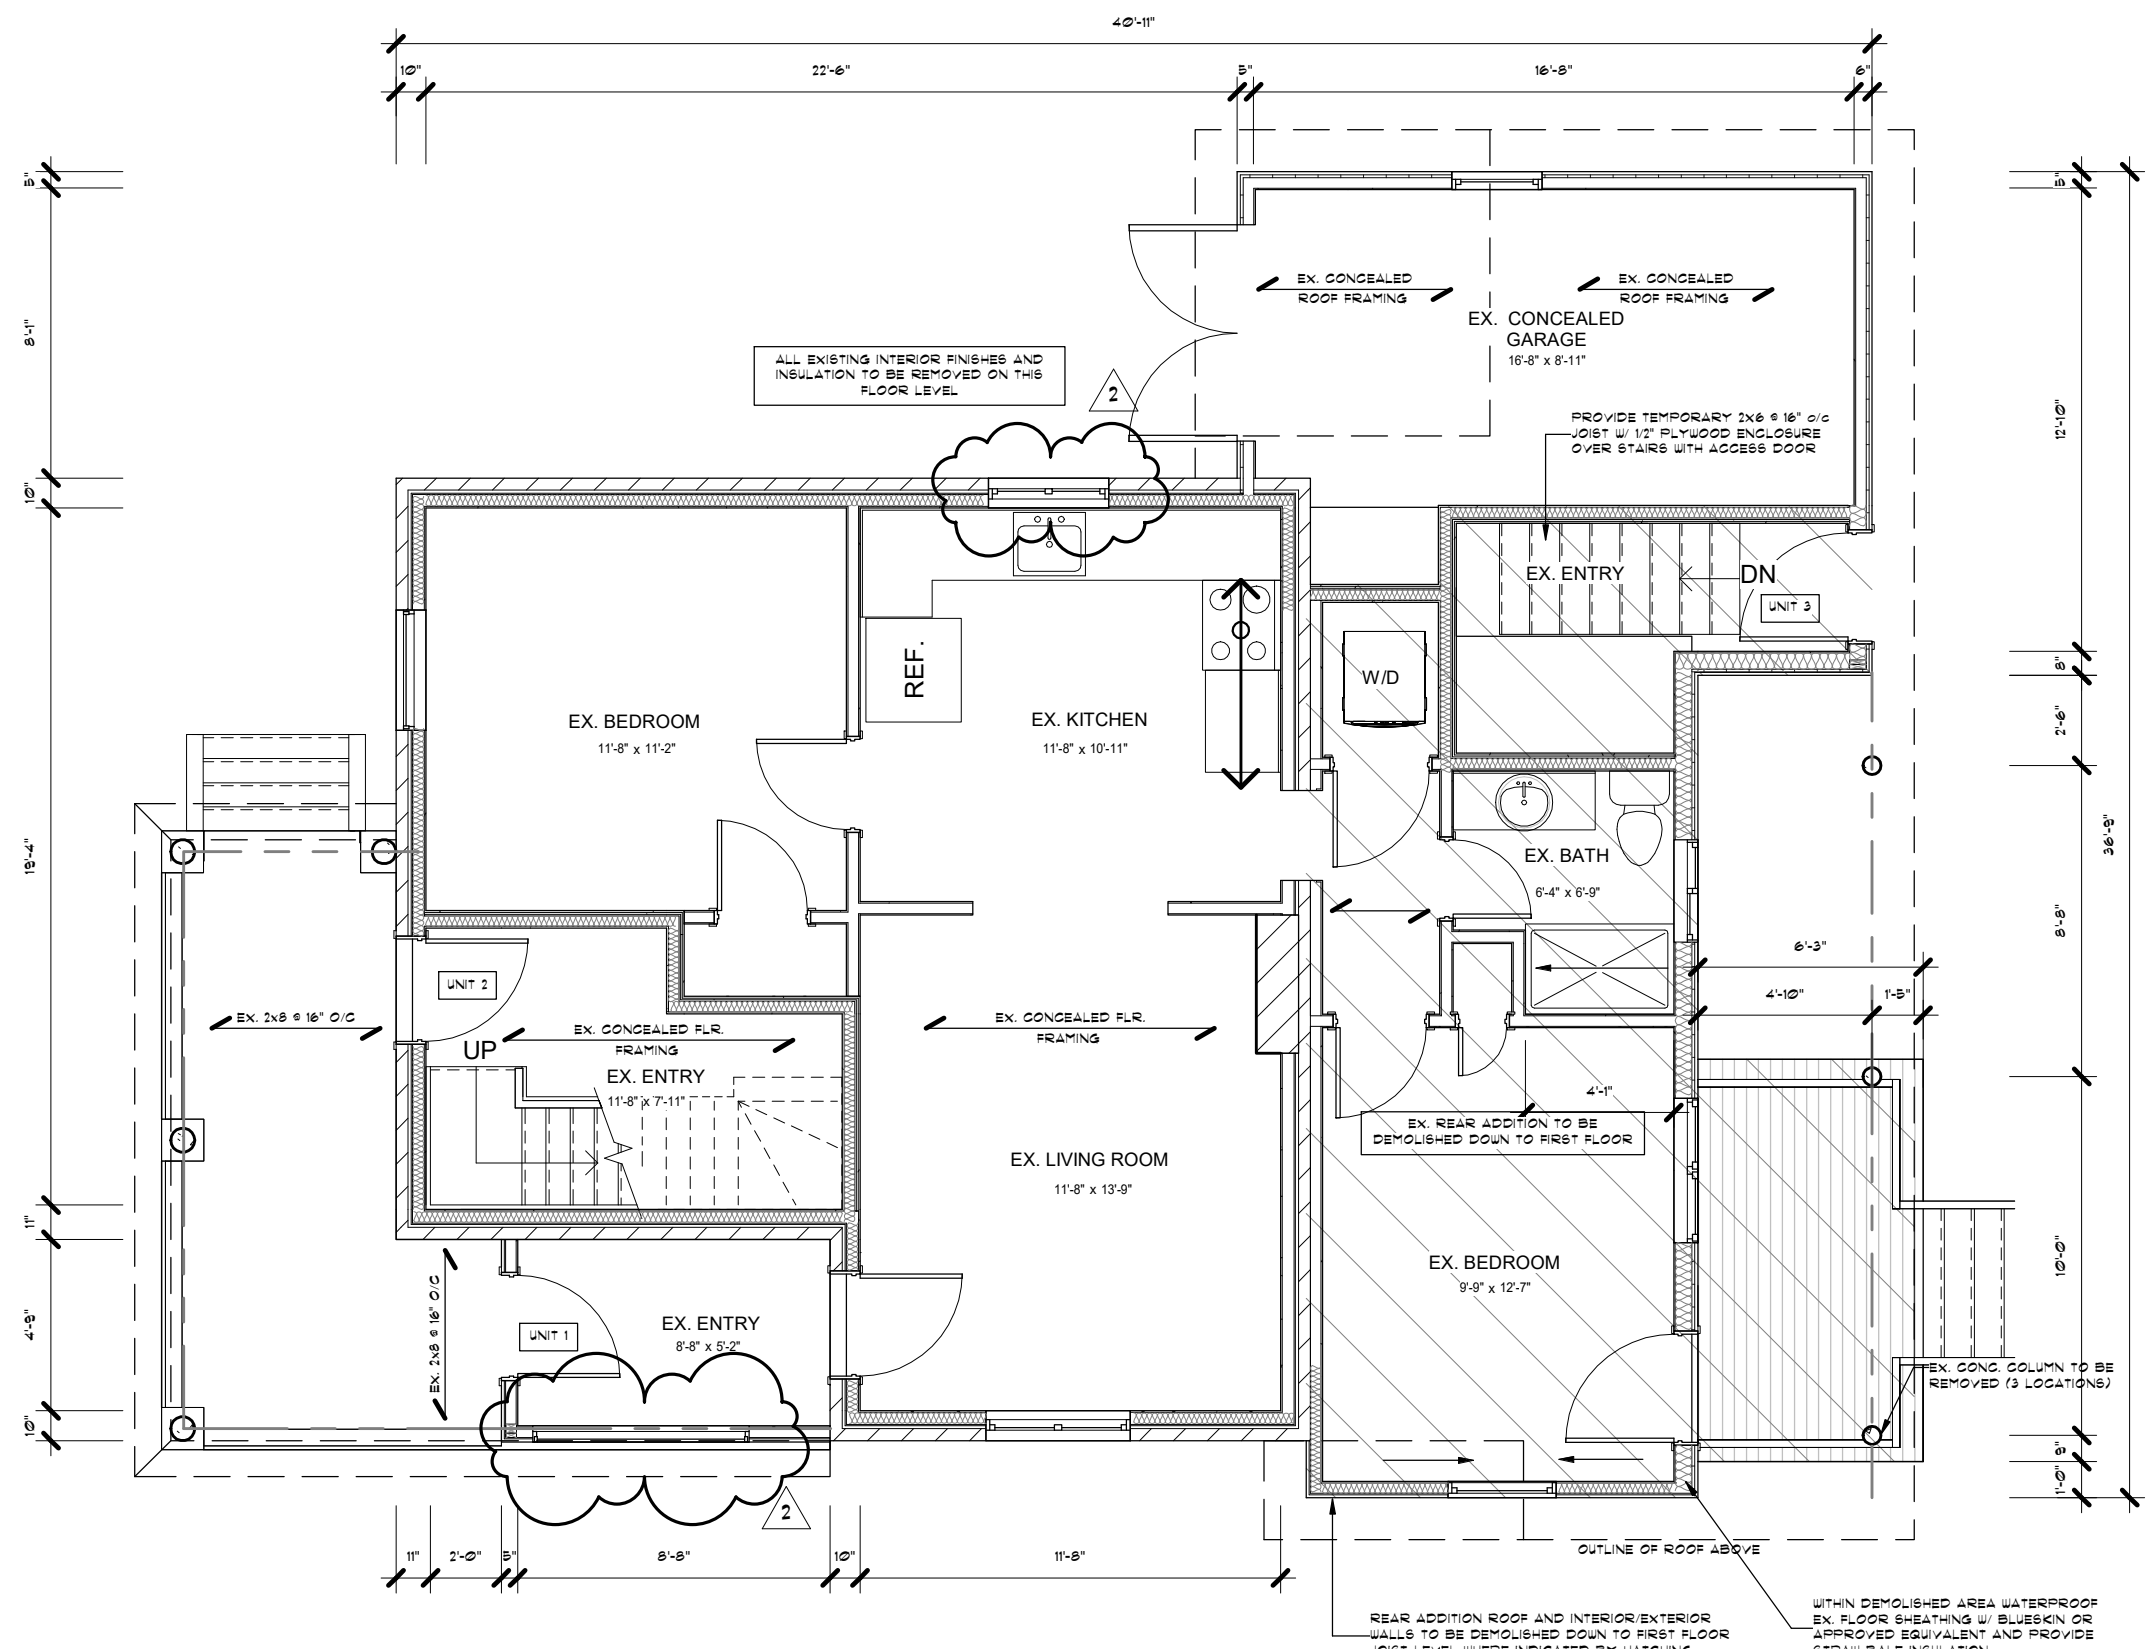 40'-11"
10"
22'-6"
5"
16'-8"
6"
5"
8'-1"
10"
19'-4"
11"
4'-9"
10"
5"
12'-10"
8"
2'-6"
8'-8"
10'-0"
9"
1'-0"
36'-9"
EX. CONCEALED
ROOF FRAMING
EX. CONCEALED
ROOF FRAMING
EX. CONCEALED
GARAGE
16'-8" x 8'-11"
ALL EXISTING INTERIOR FINISHES AND
INSULATION TO BE REMOVED ON THIS
FLOOR LEVEL
2
PROVIDE TEMPORARY 2X6 @ 16" O/C
JOIST W/ 1/2" PLYWOOD ENCLOSURE
OVER STAIRS WITH ACCESS DOOR
EX. ENTRY
DN
UNIT 3
REF.
W/D
EX. BEDROOM
11'-8" x 11'-2"
EX. KITCHEN
11'-8" x 10'-11"
EX. BATH
6'-4" x 6'-9"
6'-3"
4'-10"
1'-5"
UNIT 2
EX. 2x8 @ 16" O/C
EX. CONCEALED FLR.
FRAMING
UP
EX. ENTRY
11'-8" x 7'-11"
EX. CONCEALED FLR.
FRAMING
4'-1"
EX. REAR ADDITION TO BE
DEMOLISHED DOWN TO FIRST FLOOR
EX. LIVING ROOM
11'-8" x 13'-9"
EX. BEDROOM
9'-9" x 12'-7"
EX. 2x8 @ 16" O/C
UNIT 1
EX. ENTRY
8'-8" x 5'-2"
EX. CONC. COLUMN TO BE
REMOVED (3 LOCATIONS)
2
OUTLINE OF ROOF ABOVE
11"
2'-0"
5"
8'-8"
10"
11'-8"
REAR ADDITION ROOF AND INTERIOR/EXTERIOR
WALLS TO BE DEMOLISHED DOWN TO FIRST FLOOR
JOIST LEVEL WHERE INDICATED BY HATCHING
WITHIN DEMOLISHED AREA WATERPROOF
EX. FLOOR SHEATHING W/ BLUESKIN OR
APPROVED EQUIVALENT AND PROVIDE
STRAW BALE INSULATION